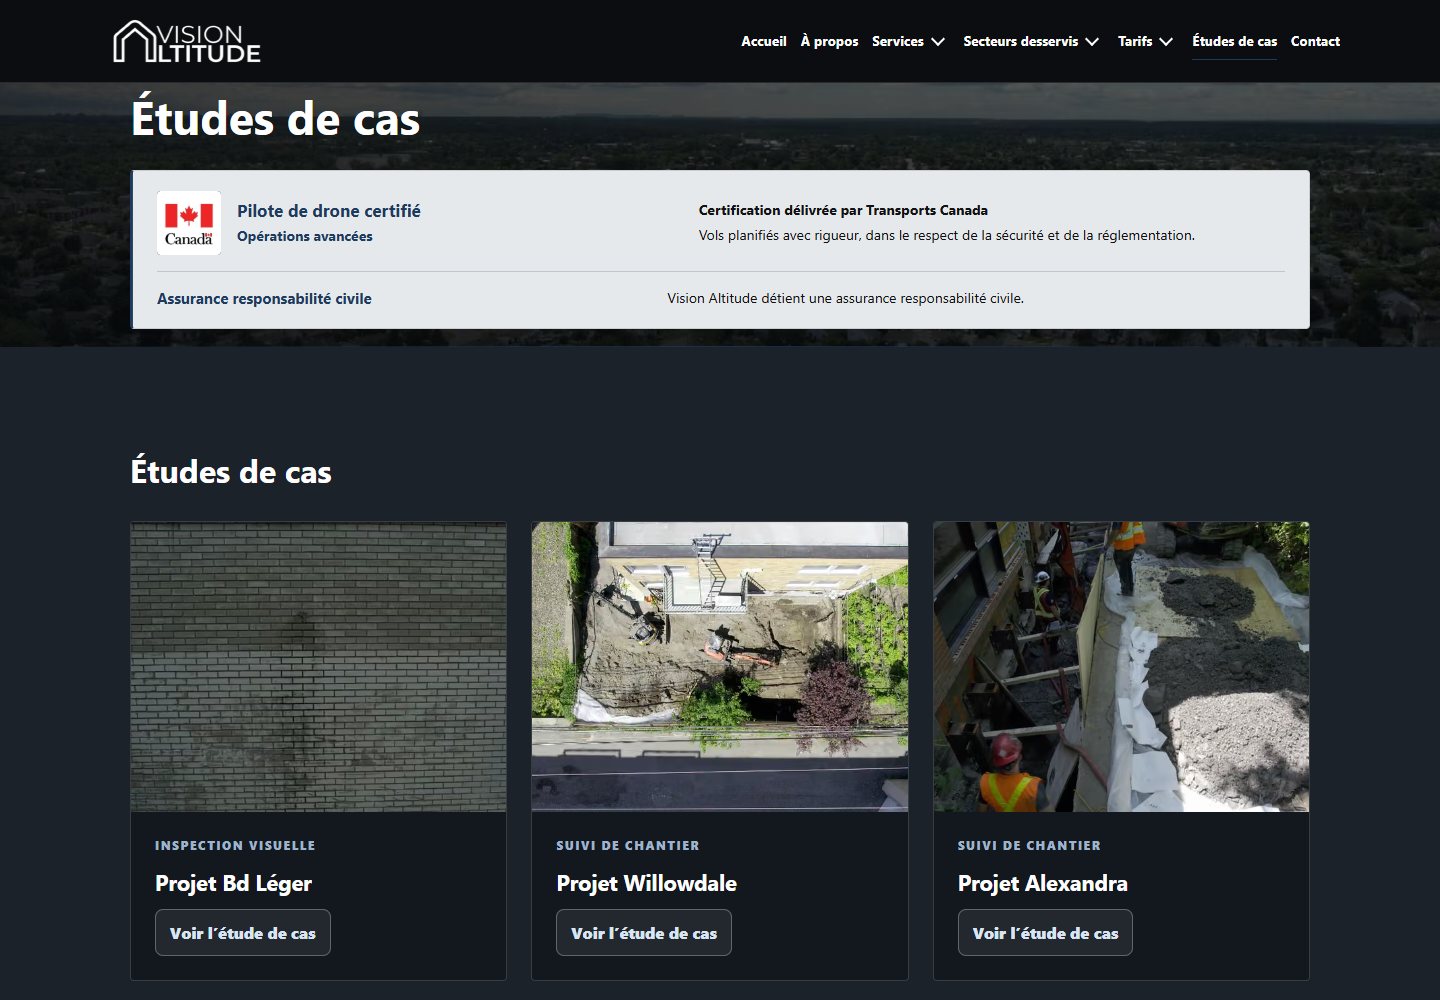 VISION
ALTITUDE
Accueil
À propos
Services
Secteurs desservis
Tarifs
Études de cas
Contact
Études de cas
Canada
Pilote de drone certifié
Opérations avancées
Certification délivrée par Transports Canada
Vols planifiés avec rigueur, dans le respect de la sécurité et de la réglementation.
Assurance responsabilité civile
Vision Altitude détient une assurance responsabilité civile.
Études de cas
INSPECTION VISUELLE
Projet Bd Léger
Voir l’étude de cas
SUIVI DE CHANTIER
Projet Willowdale
Voir l’étude de cas
SUIVI DE CHANTIER
Projet Alexandra
Voir l’étude de cas